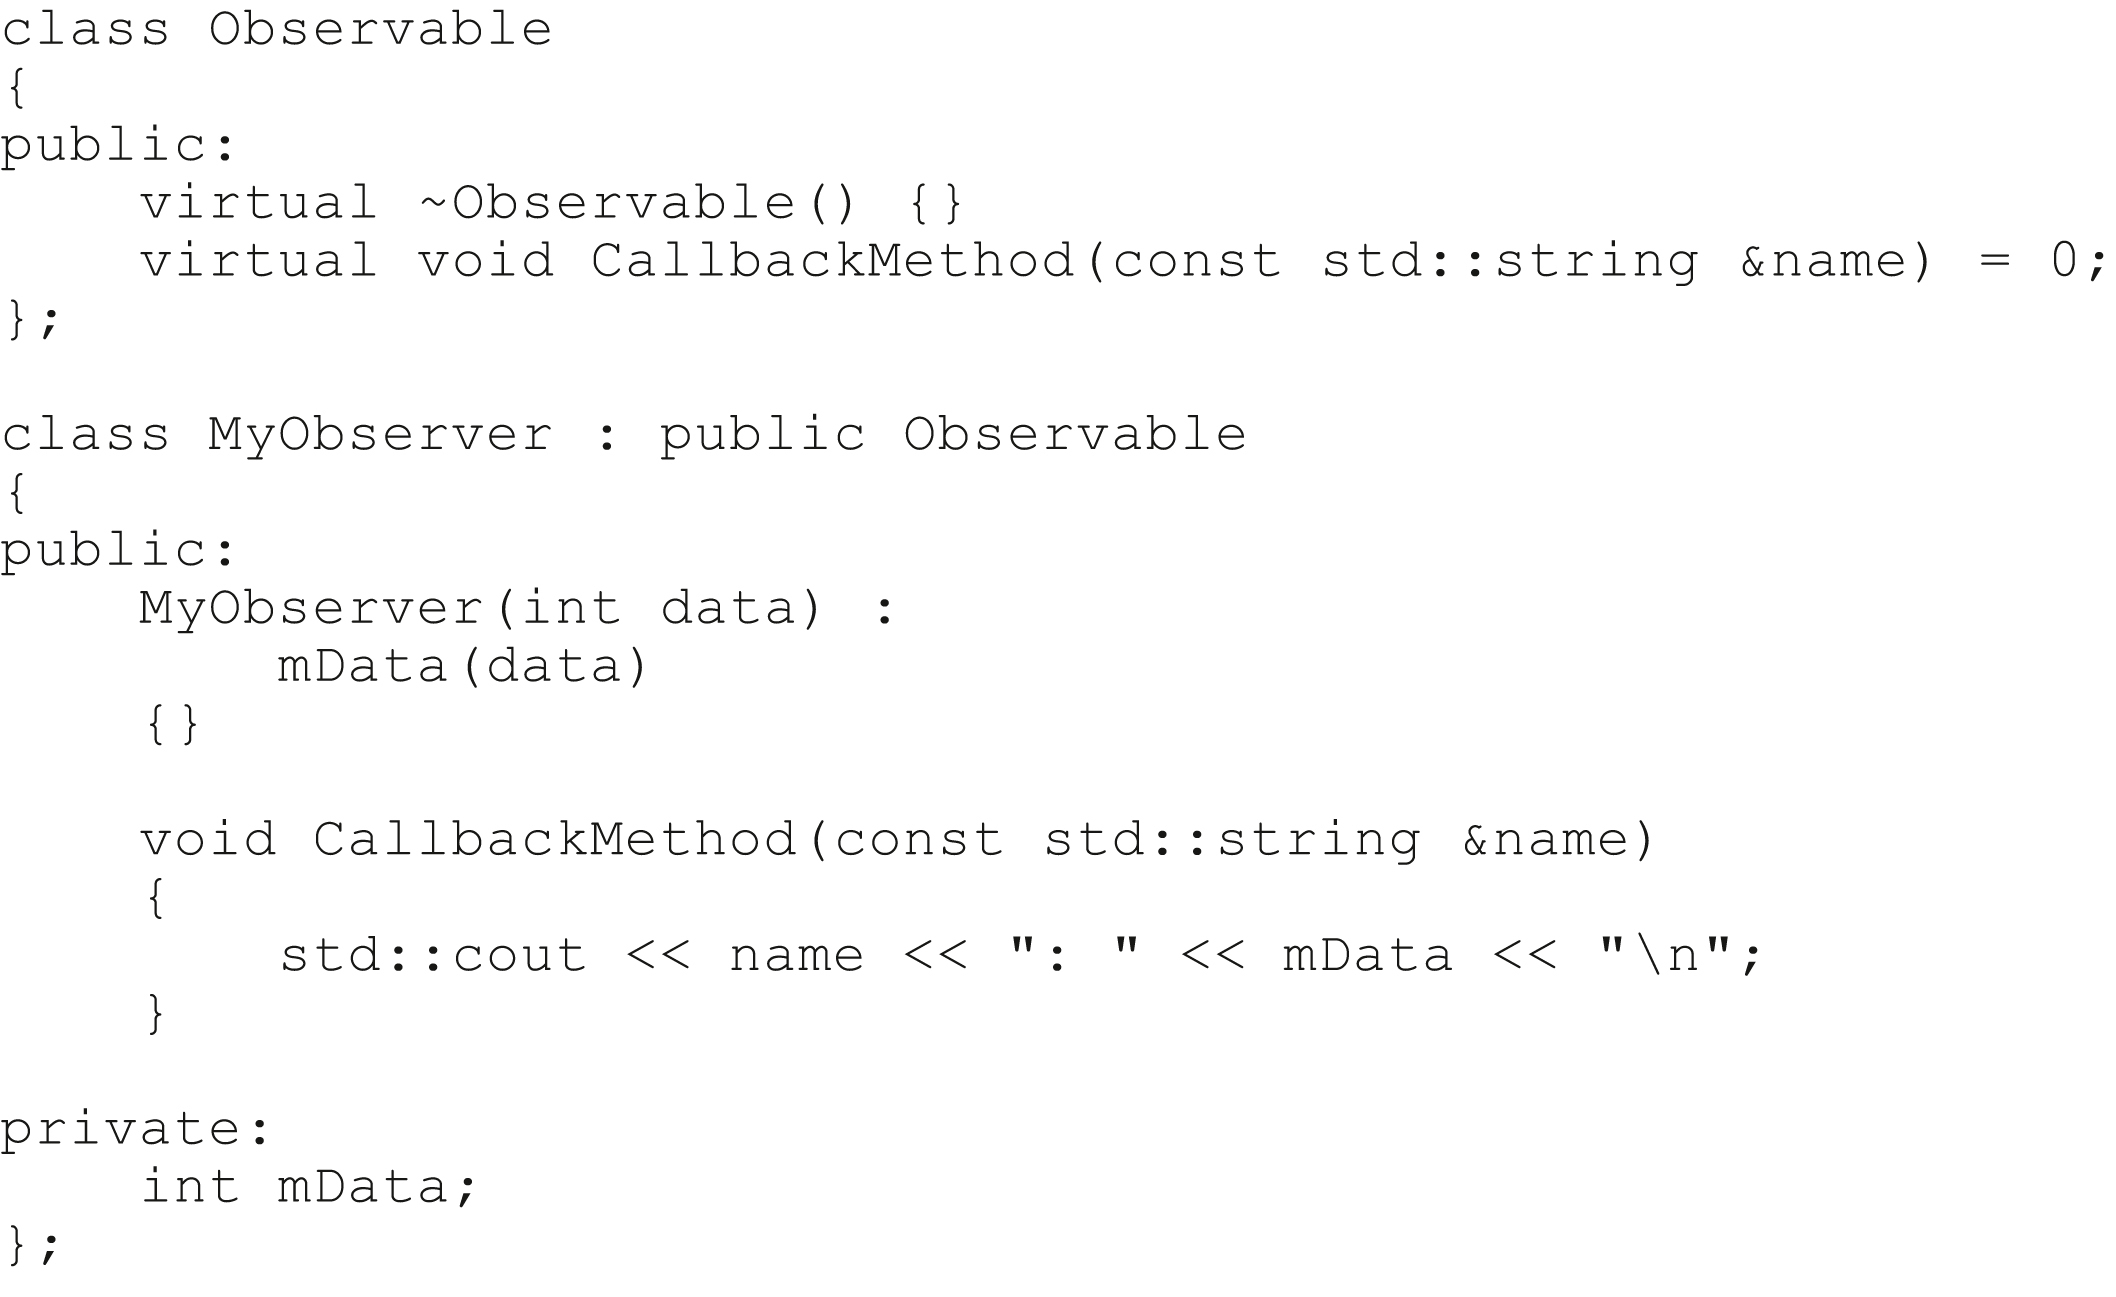 class Observable
{
public:
    virtual ~Observable() {}
    virtual void CallbackMethod(const std::string &name) = 0;
};

class MyObserver : public Observable
{
public:
    MyObserver(int data) :
        mData(data)
    {}

    void CallbackMethod(const std::string &name)
    {
        std::cout << name << ": " << mData << "\n";
    }

private:
    int mData;
};